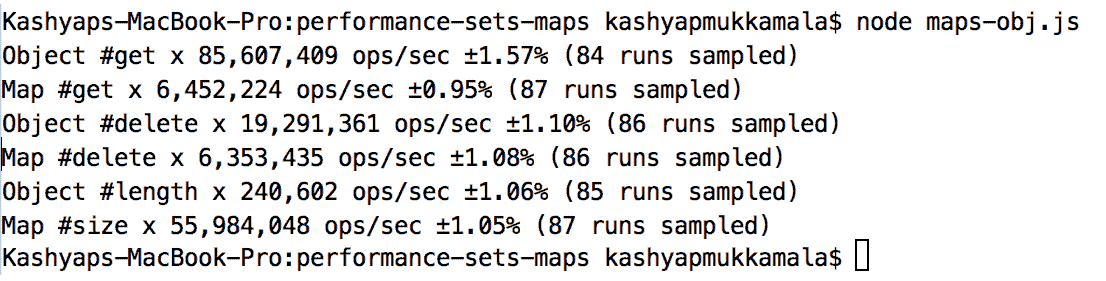 Kashyaps-MacBook-Pro:performance-sets-maps kashyapmukkamala$ node maps-obj.js
Object #get x 85,607,409 ops/sec ±1.57% (84 runs sampled)
Map #get x 6,452,224 ops/sec ±0.95% (87 runs sampled)
Object #delete x 19,291,361 ops/sec ±1.10% (86 runs sampled)
Map #delete x 6,353,435 ops/sec ±1.08% (86 runs sampled)
Object #length x 240,602 ops/sec ±1.06% (85 runs sampled)
Map #size x 55,984,048 ops/sec ±1.05% (87 runs sampled)
Kashyaps-MacBook-Pro:performance-sets-maps kashyapmukkamala$